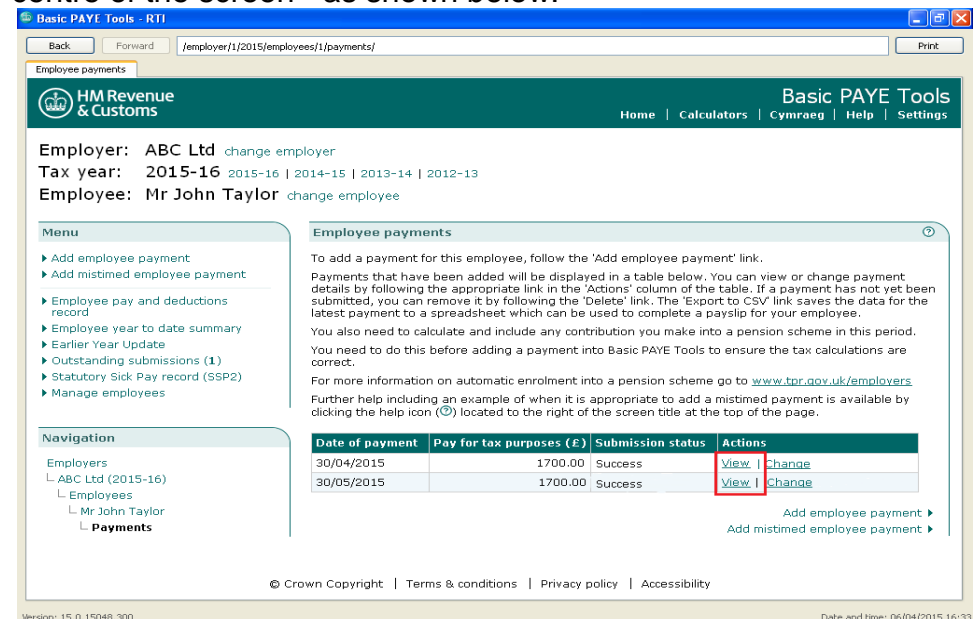 centre of the screen - as shown below.
Basic PAYE Tools - RTI
Back Forward /employer/1/2015/employees/1/payments/ Print
Employee payments
HM Revenue
& Customs
Basic PAYE Tools
Home | Calculators | Cymraeg | Help | Settings
Employer: ABC Ltd change employer
Tax year: 2015-16 2015-16 | 2014-15 | 2013-14 | 2012-13
Employee: Mr John Taylor change employee
Menu
Add employee payment
Add mistimed employee payment
Employee pay and deductions
record
Employee year to date summary
Earlier Year Update
Outstanding submissions (1)
Statutory Sick Pay record (SSP2)
Manage employees
Navigation
Employers
ABC Ltd (2015-16)
Employees
Mr John Taylor
Payments
Employee payments
To add a payment for this employee, follow the 'Add employee payment' link.
Payments that have been added will be displayed in a table below. You can view or change payment
details by following the appropriate link in the 'Actions' column of the table. If a payment has not yet been
submitted, you can remove it by following the 'Delete' link. The 'Export to CSV' link saves the data for the
latest payment to a spreadsheet which can be used to complete a payslip for your employee.
You also need to calculate and include any contribution you make into a pension scheme in this period.
You need to do this before adding a payment into Basic PAYE Tools to ensure the tax calculations are
correct.
For more information on automatic enrolment into a pension scheme go to www.tpr.gov.uk/employers
Further help including an example of when it is appropriate to add a mistimed payment is available by
clicking the help icon (?) located to the right of the screen title at the top of the page.
Date of payment Pay for tax purposes (£) Submission status Actions
30/04/2015 1700.00 Success View | Change
30/05/2015 1700.00 Success View | Change
Add employee payment
Add mistimed employee payment
© Crown Copyright | Terms & conditions | Privacy policy | Accessibility
Version: 15.0.15048.300 Date and time: 06/04/2015 16:33